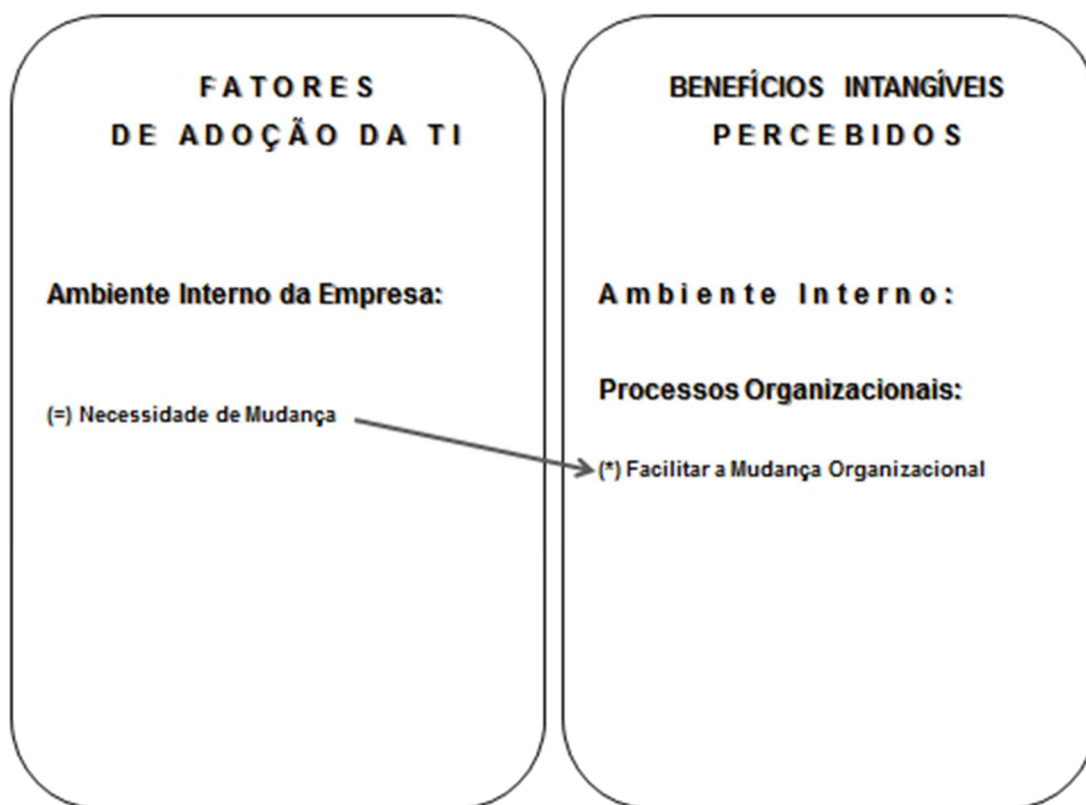 FATORES
DE ADOÇÃO DA TI
Ambiente Interno da Empresa:
(=) Necessidade de Mudança
BENEFÍCIOS INTANGÍVEIS
PERCEBIDOS
Ambiente Interno:
Processos Organizacionais:
(*) Facilitar a Mudança Organizacional